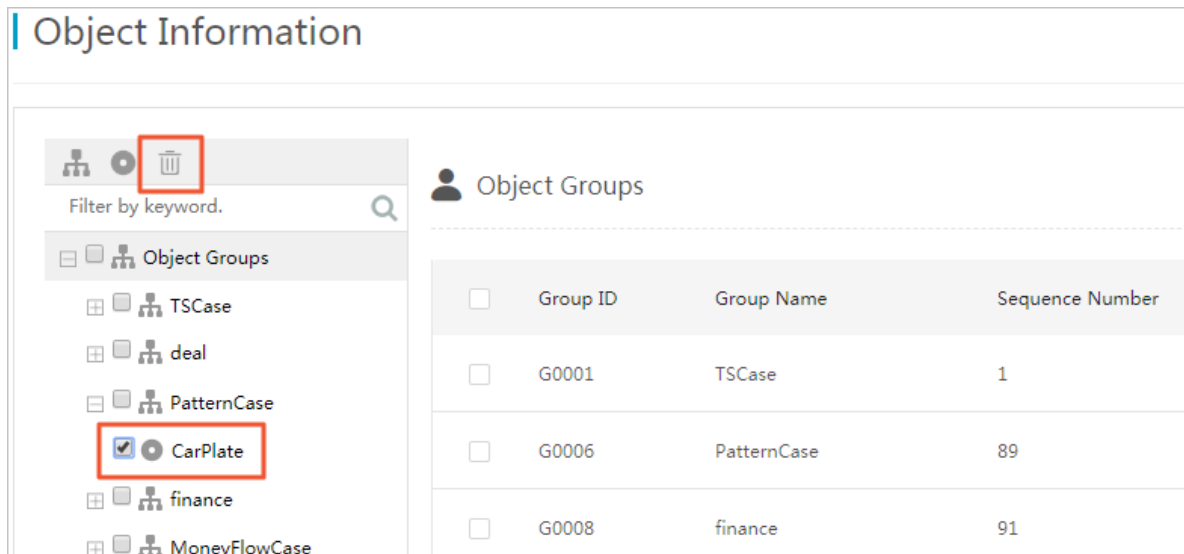 Object Information
Filter by keyword.
Object Groups
TSCase
deal
PatternCase
CarPlate
finance
MoneyFlowCase
Object Groups
Group ID Group Name Sequence Number
G0001 TSCase 1
G0006 PatternCase 89
G0008 finance 91